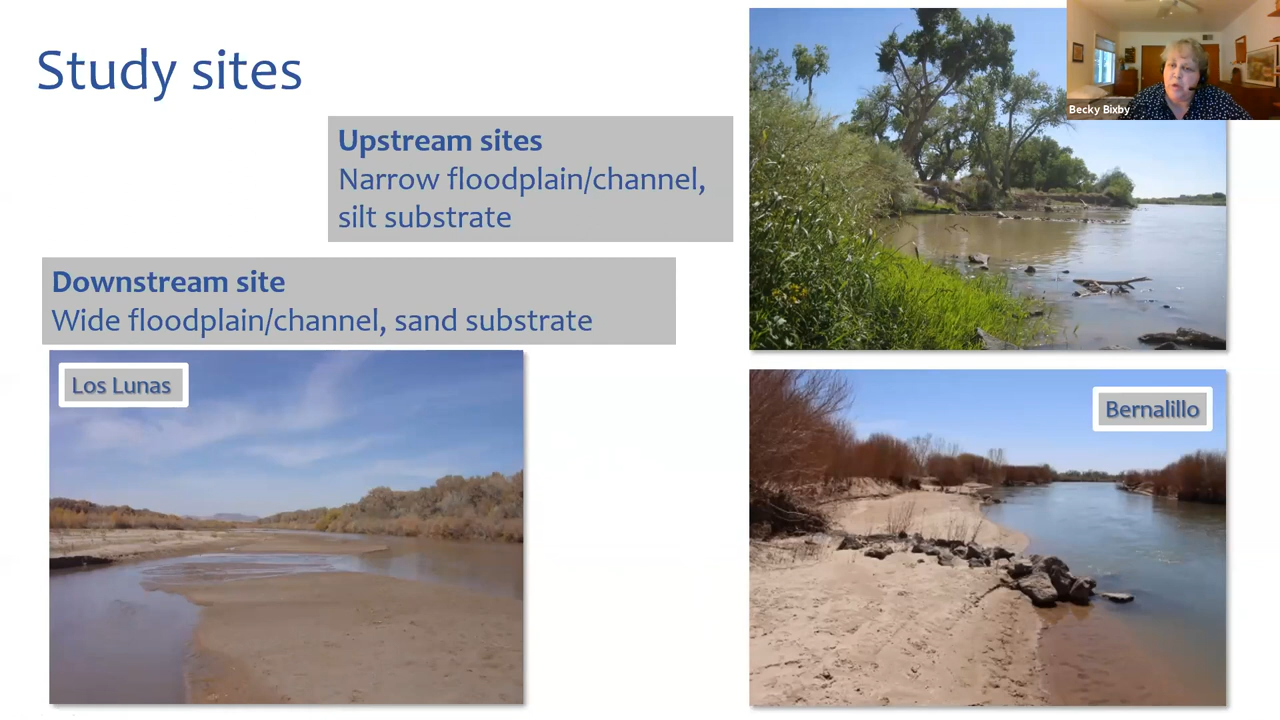 Study sites
Becky Bixby
Upstream sites
Narrow floodplain/channel,
silt substrate
Downstream site
Wide floodplain/channel, sand substrate
Los Lunas
Bernalillo